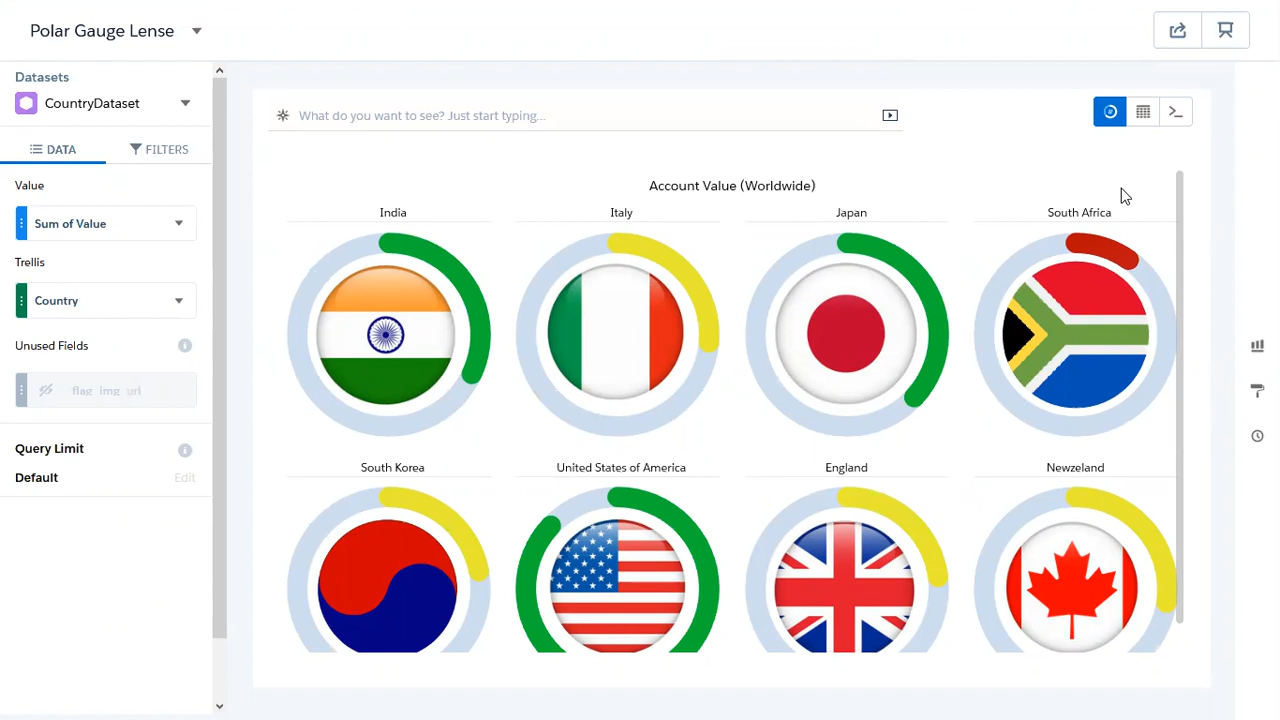 Polar Gauge Lense
Datasets
CountryDataset
DATA
FILTERS
Value
Sum of Value
Trellis
Country
Unused Fields
flag_img_url
Query Limit
Default
Edit
What do you want to see? Just start typing...
Account Value (Worldwide)
India
Italy
Japan
South Africa
South Korea
United States of America
England
Newzeland